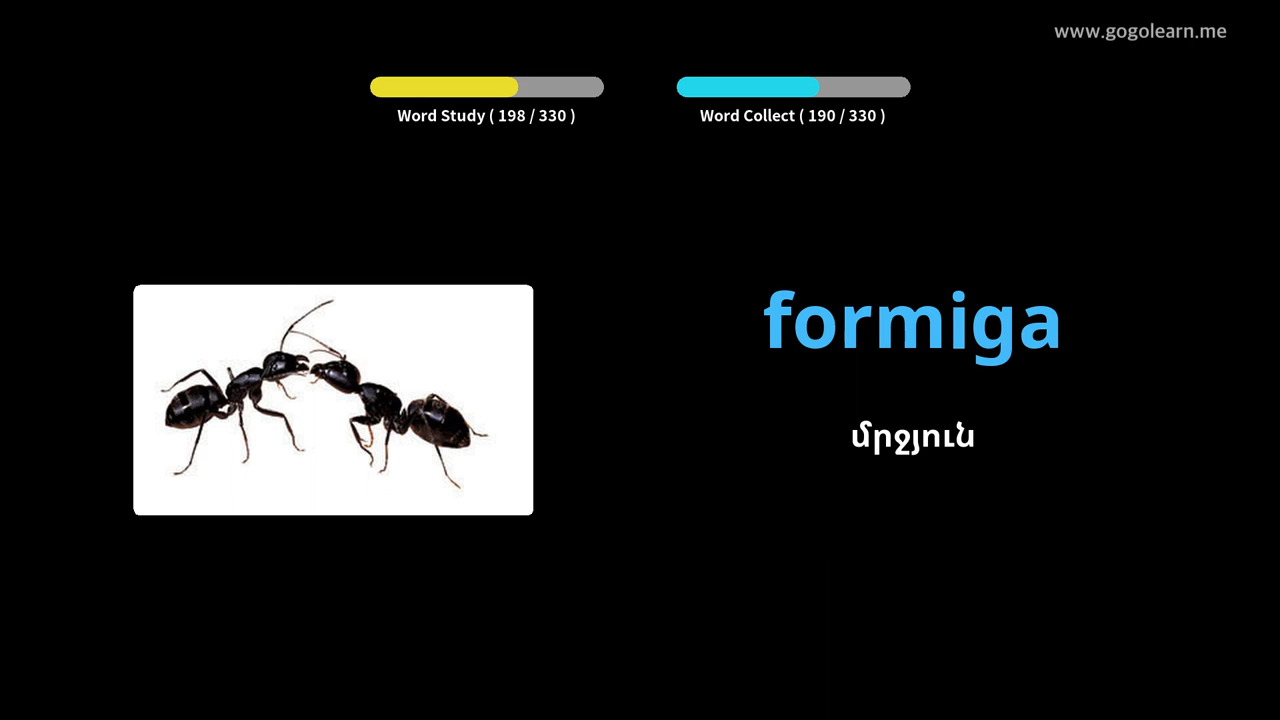 www.gogolearn.me
Word Study ( 198 / 330 )
Word Collect ( 190 / 330 )
formiga
մրջյուն